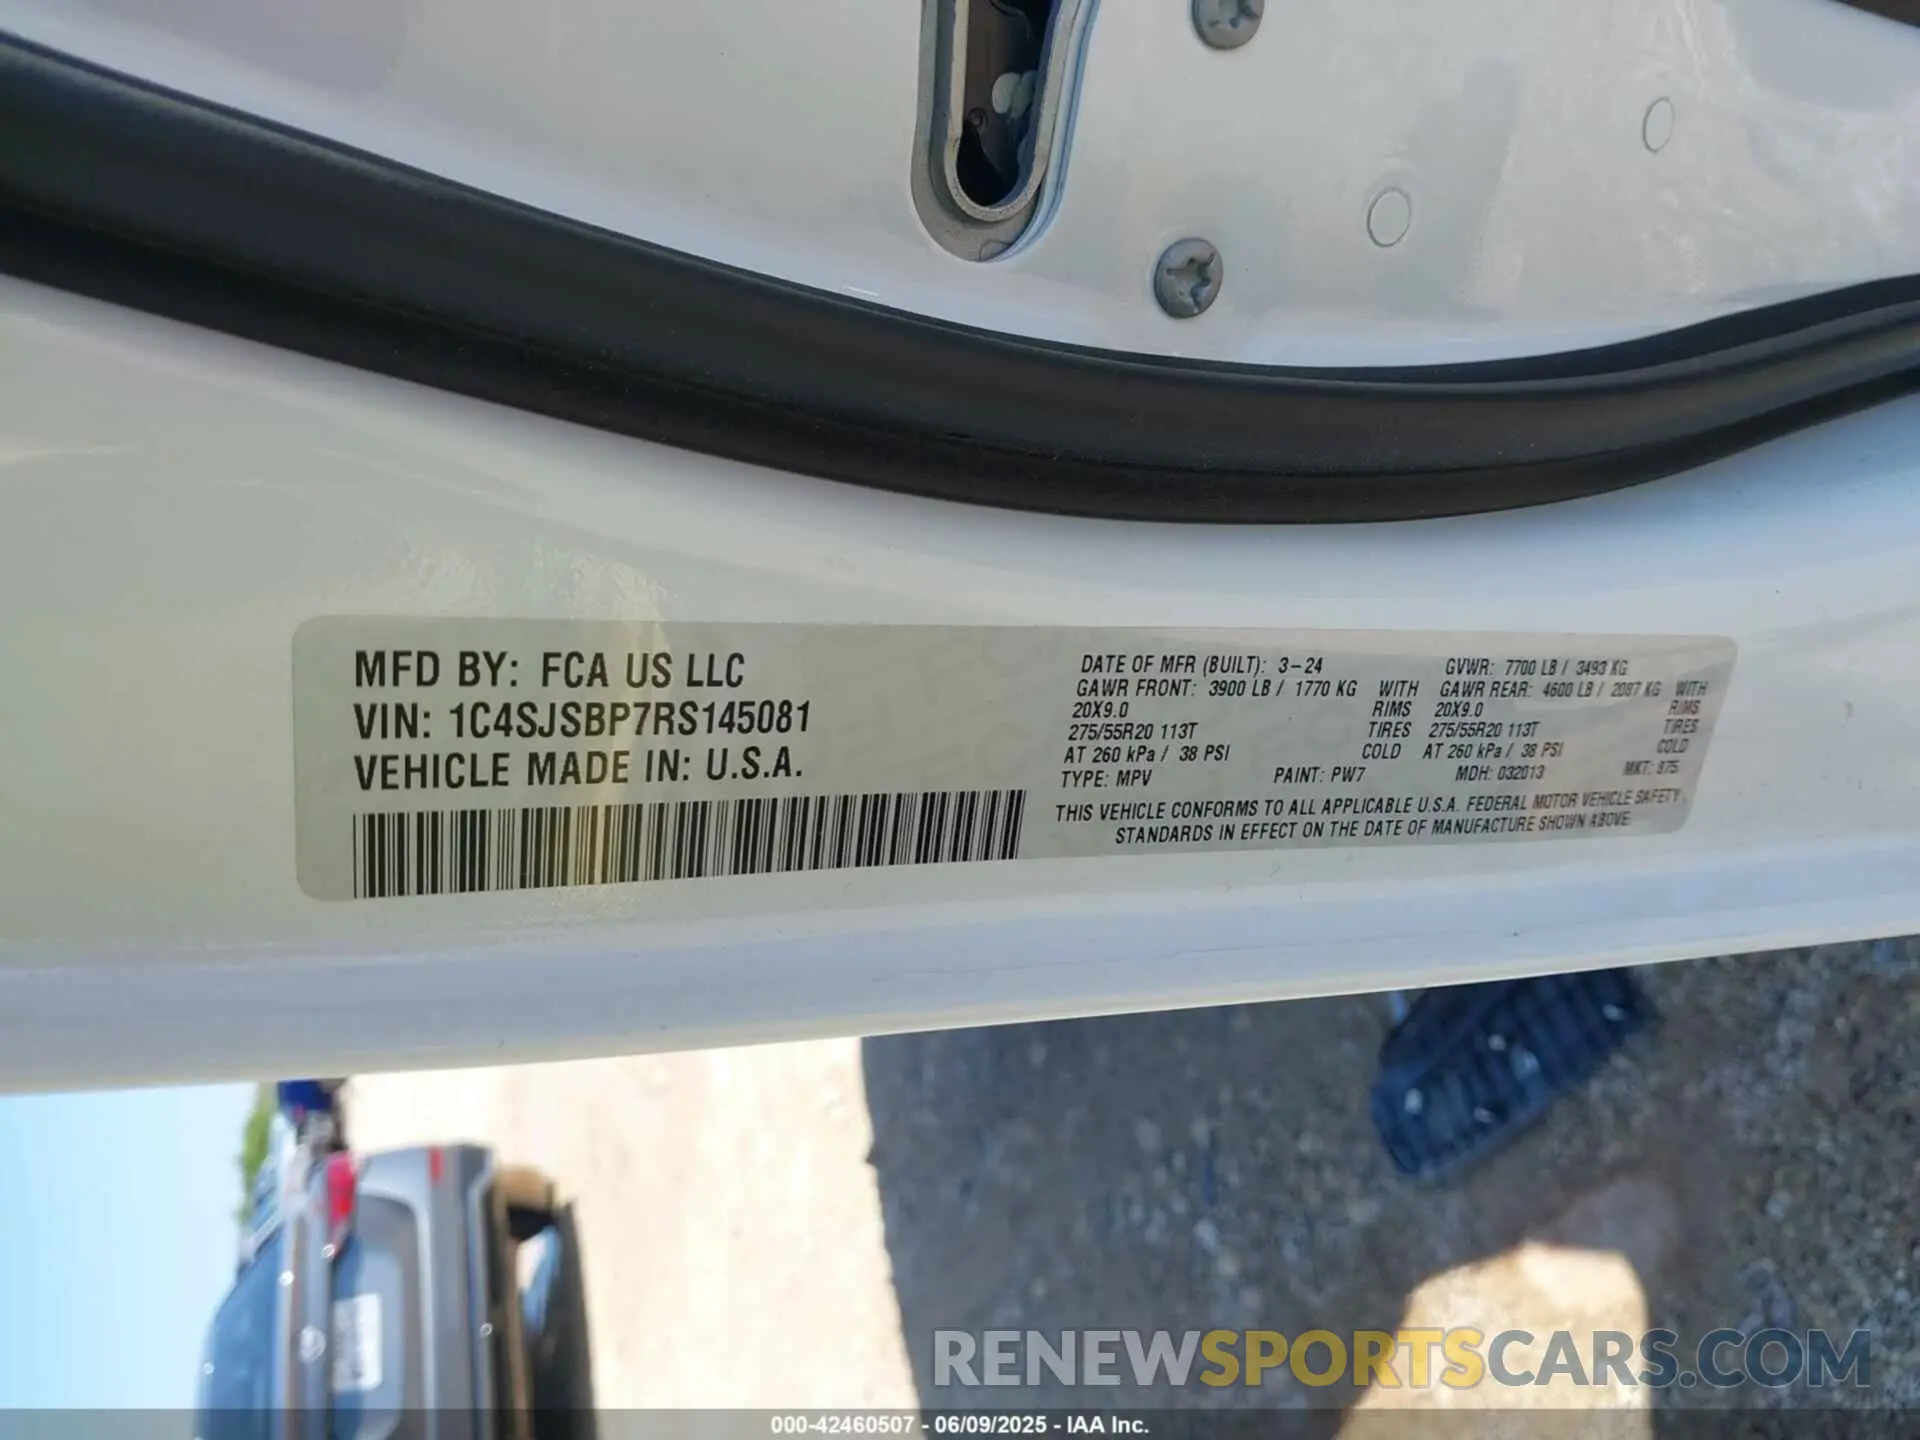 MFD BY: FCA US LLC
VIN: 1C4SJSBP7RS145081
VEHICLE MADE IN: U.S.A.
DATE OF MFR (BUILT): 3-24 GVWR: 7700 LB / 3493 KG
GAWR FRONT: 3900 LB / 1770 KG WITH GAWR REAR: 4600 LB / 2087 KG WITH
20X9.0 RIMS 20X9.0 RIMS
275/55R20 113T TIRES 275/55R20 113T TIRES
AT 260 kPa / 38 PSI COLD AT 260 kPa / 38 PSI COLD
TYPE: MPV PAINT: PW7 MDH: 032013 MKT: 875
THIS VEHICLE CONFORMS TO ALL APPLICABLE U.S.A. FEDERAL MOTOR VEHICLE SAFETY
STANDARDS IN EFFECT ON THE DATE OF MANUFACTURE SHOWN ABOVE
RENEWSPORTSCARS.COM
000-42460507 - 06/09/2025 - IAA Inc.